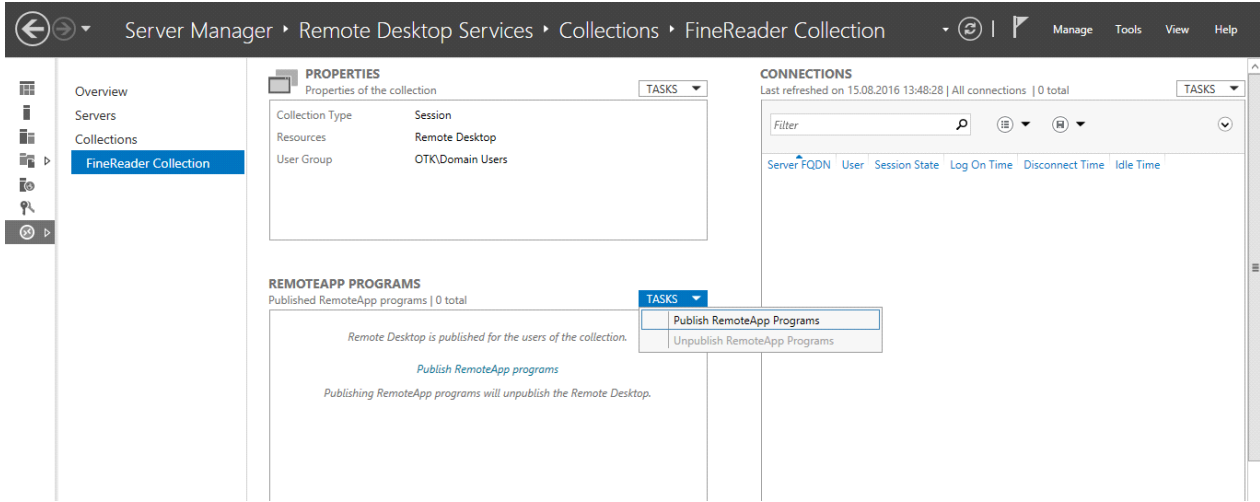 Server Manager ‣ Remote Desktop Services ‣ Collections ‣ FineReader Collection
Manage Tools View Help
Overview
Servers
Collections
FineReader Collection
PROPERTIES
Properties of the collection
TASKS
Collection Type Session
Resources Remote Desktop
User Group OTK\Domain Users
REMOTEAPP PROGRAMS
Published RemoteApp programs | 0 total
TASKS
Publish RemoteApp Programs
Unpublish RemoteApp Programs
Remote Desktop is published for the users of the collection.
Publish RemoteApp programs
Publishing RemoteApp programs will unpublish the Remote Desktop.
CONNECTIONS
Last refreshed on 15.08.2016 13:48:28 | All connections | 0 total
TASKS
Filter
Server FQDN User Session State Log On Time Disconnect Time Idle Time